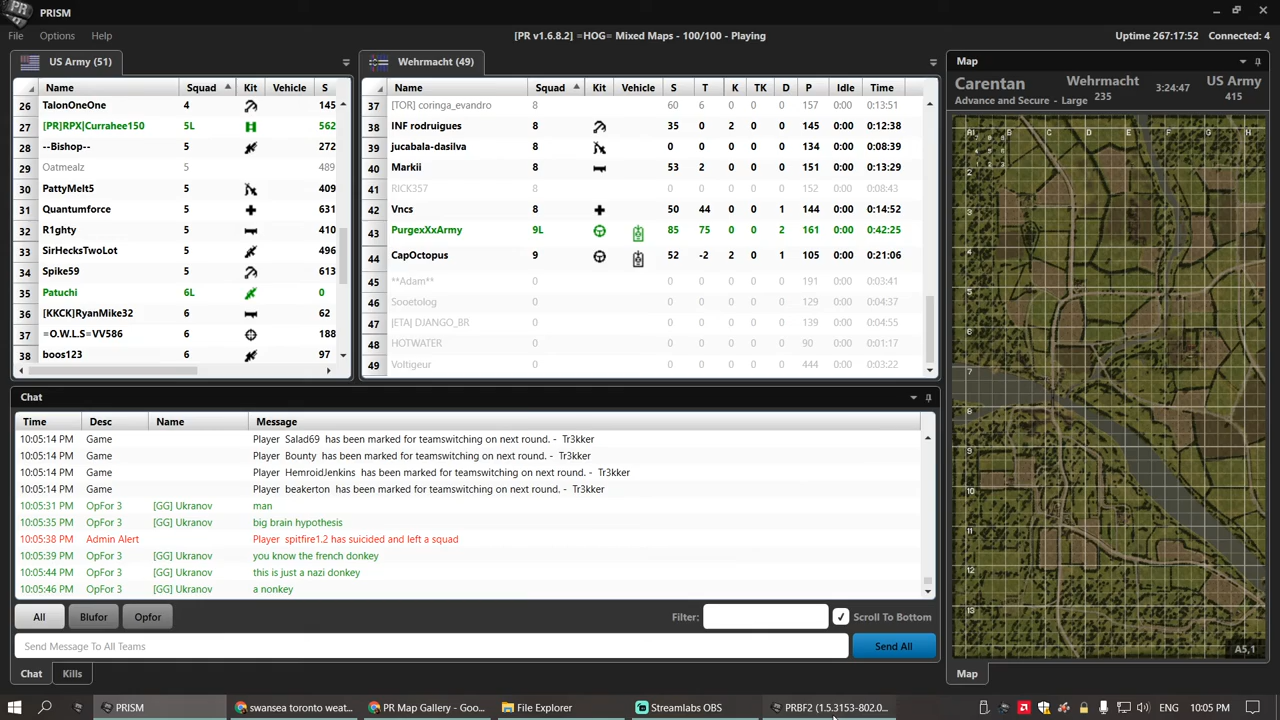 PRISM
File Options Help [PR v1.6.8.2] =HOG= Mixed Maps - 100/100 - Playing Uptime 267:17:52 Connected: 4
US Army (51)
Name Squad Kit Vehicle S
26 TalonOneOne 4 145
27 [PR]RPX|Currahee150 5L 562
28 --Bishop-- 5 272
29 Oatmealz 5 489
30 PattyMelt5 5 409
31 Quantumforce 5 631
32 R1ghty 5 410
33 SirHecksTwoLot 5 496
34 Spike59 5 613
35 Patuchi 6L 0
36 [KKCK]RyanMike32 6 62
37 =O.W.L.S=VV586 6 188
38 boos123 6 97
Wehrmacht (49)
Name Squad Kit Vehicle S T K TK D P Idle Time
37 [TOR] coringa_evandro 8 60 6 0 0 0 157 0:00 0:13:51
38 INF rodruigues 8 35 0 2 0 0 140 0:00 0:12:38
39 jucabala-dasilva 8 0 0 0 0 0 134 0:00 0:08:39
40 Markii 8 53 2 0 0 0 151 0:00 0:13:29
41 RICK357 8 0 0 0 0 0 152 0:00 0:08:43
42 Vncs 8 50 44 0 0 1 144 0:00 0:14:52
43 PurgexXxArmy 9L 85 75 0 0 2 161 0:00 0:42:25
44 CapOctopus 9 52 -2 2 0 1 105 0:00 0:21:06
45 **Adam** 0 0 0 0 0 0 191 0:00 0:03:41
46 Sooetolog 0 0 0 0 0 0 129 0:00 0:04:37
47 |ETA| DJANGO_BR 0 0 0 0 0 0 139 0:00 0:04:55
48 HOTWATER 0 0 0 0 0 0 90 0:00 0:01:17
49 Voltigeur 0 0 0 0 0 0 444 0:00 0:03:22
Map
Carentan Wehrmacht 3:24:47 US Army
Advance and Secure - Large 235 415
A1 B C D E F G H
2
3
4
5
6
7
8
9
10
11
12
13
A5,1
Map
Chat
Time Desc Name Message
10:05:14 PM Game Player Salad69 has been marked for teamswitching on next round. - Tr3kker
10:05:14 PM Game Player Bounty has been marked for teamswitching on next round. - Tr3kker
10:05:14 PM Game Player HemroidJenkins has been marked for teamswitching on next round. - Tr3kker
10:05:14 PM Game Player beakerton has been marked for teamswitching on next round. - Tr3kker
10:05:31 PM OpFor 3 [GG] Ukranov man
10:05:35 PM OpFor 3 [GG] Ukranov big brain hypothesis
10:05:38 PM Admin Alert Player spitfire1.2 has suicided and left a squad
10:05:39 PM OpFor 3 [GG] Ukranov you know the french donkey
10:05:44 PM OpFor 3 [GG] Ukranov this is just a nazi donkey
10:05:46 PM OpFor 3 [GG] Ukranov a nonkey
All Blufor Opfor Filter: Scroll To Bottom
Send Message To All Teams Send All
Chat Kills
PRISM swansea toronto weat... PR Map Gallery - Goo... File Explorer Streamlabs OBS PRBF2 (1.5.3153-802.0... ENG 10:05 PM